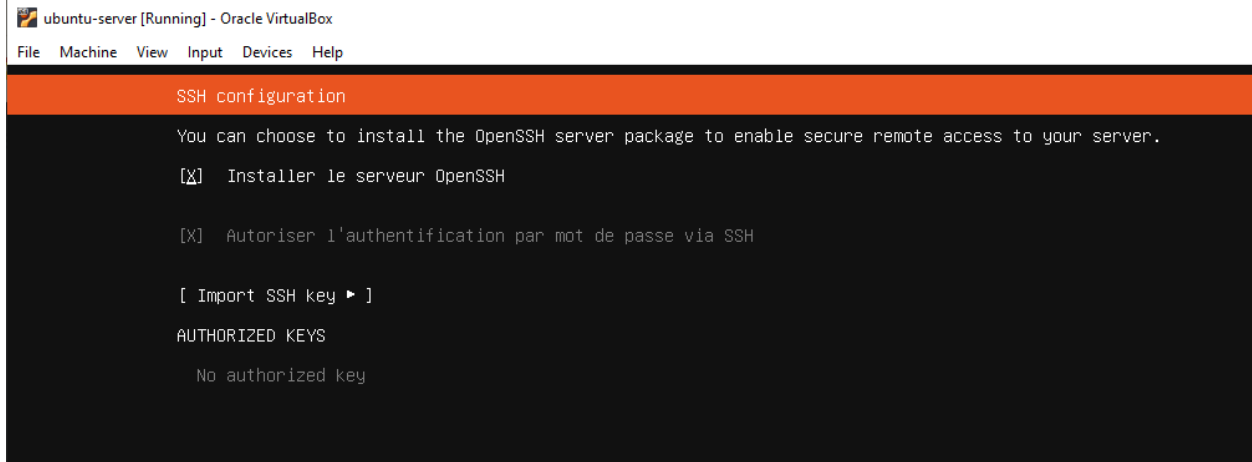 ubuntu-server [Running] - Oracle VirtualBox
File Machine View Input Devices Help
SSH configuration
You can choose to install the OpenSSH server package to enable secure remote access to your server.
[X] Installer le serveur OpenSSH
[X] Autoriser l'authentification par mot de passe via SSH
[ Import SSH key ► ]
AUTHORIZED KEYS
No authorized key